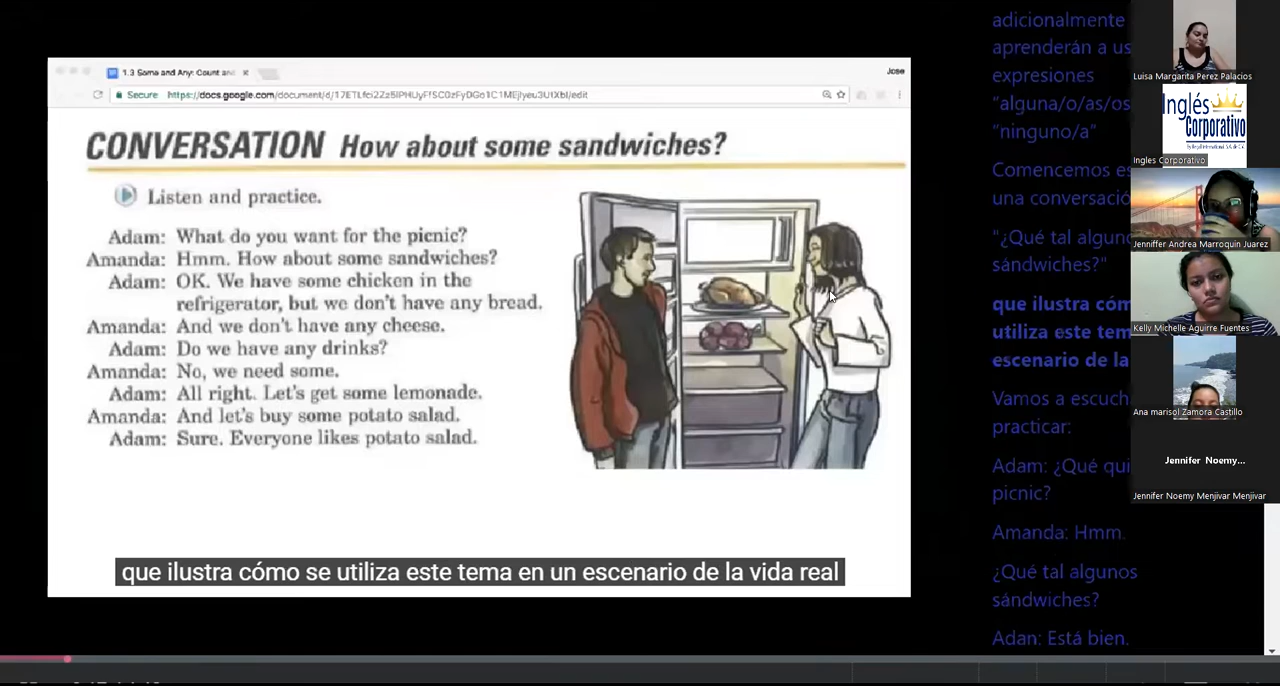 1.3 Some and Any: Count and
Jose
Secure
CONVERSATION How about some sandwiches?
Listen and practice.
Adam: What do you want for the picnic?
Amanda: Hmm. How about some sandwiches?
Adam: OK. We have some chicken in the
refrigerator, but we don't have any bread.
Amanda: And we don't have any cheese.
Adam: Do we have any drinks?
Amanda: No, we need some.
Adam: All right. Let's get some lemonade.
Amanda: And let's buy some potato salad.
Adam: Sure. Everyone likes potato salad.
que ilustra cómo se utiliza este tema en un escenario de la vida real
adicionalmente
aprenderán a us
expresiones
"alguna/o/as/os
"ninguno/a"
Comencemos es
una conversació
"¿Qué tal alguno
sándwiches?"
que ilustra cóm
utiliza este tem
escenario de la
Vamos a escuch
practicar:
Adam: ¿Qué qui
picnic?
Amanda: Hmm.
¿Qué tal algunos
sándwiches?
Adan: Está bien.
Luisa Margarita Perez Palacios
Inglés
Corporativo
Ingles Corporativo
Jenniffer Andrea Marroquin Juarez
Kelly Michelle Aguirre Fuentes
Ana marisol Zamora Castillo
Jennifer Noemy...
Jennifer Noemy Menjivar Menjivar